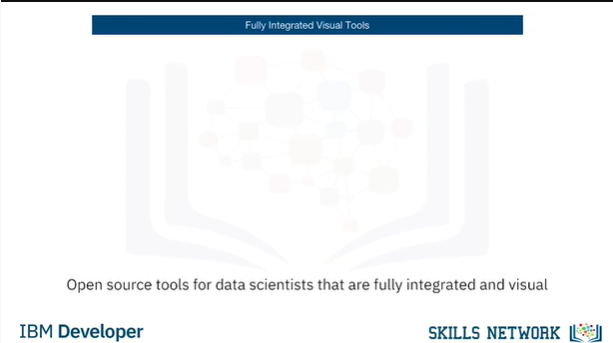 Fully Integrated Visual Tools
Open source tools for data scientists that are fully integrated and visual
IBM Developer
SKILLS NETWORK